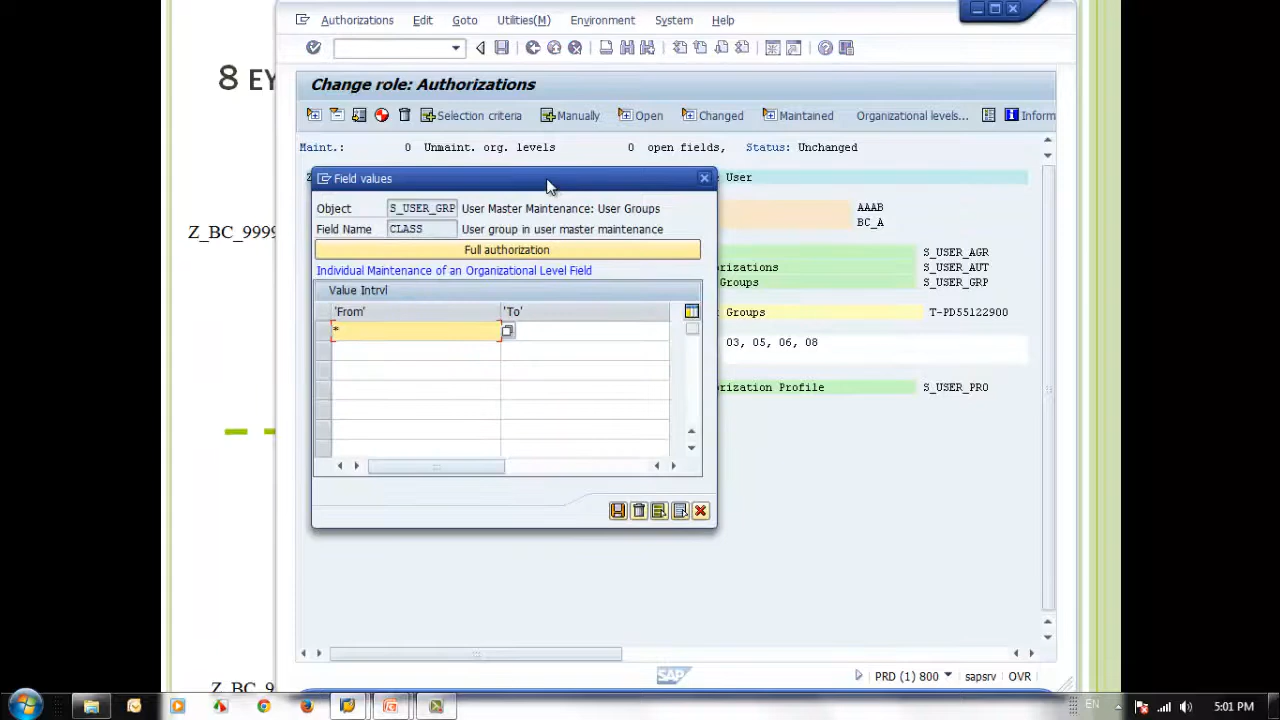 Authorizations Edit Goto Utilities(M) Environment System Help
8 EY
Change role: Authorizations
Selection criteria Manually Open Changed Maintained Organizational levels... Inform
Maint.: 0 Unmaint. org. levels 0 open fields, Status: Unchanged
Field values
User
Object S_USER_GRP User Master Maintenance: User Groups
AAAB
Z_BC_9999
Field Name CLASS User group in user master maintenance
BC_A
Full authorization
S_USER_AGR
Individual Maintenance of an Organizational Level Field
orizations S_USER_AUT
Groups S_USER_GRP
Value Intrvl
'From' 'To'
Groups T-PD55122900
*
03, 05, 06, 08
rization Profile S_USER_PRO
SAP
PRD (1) 800 sapsrv OVR
Z_BC_9
EN 5:01 PM